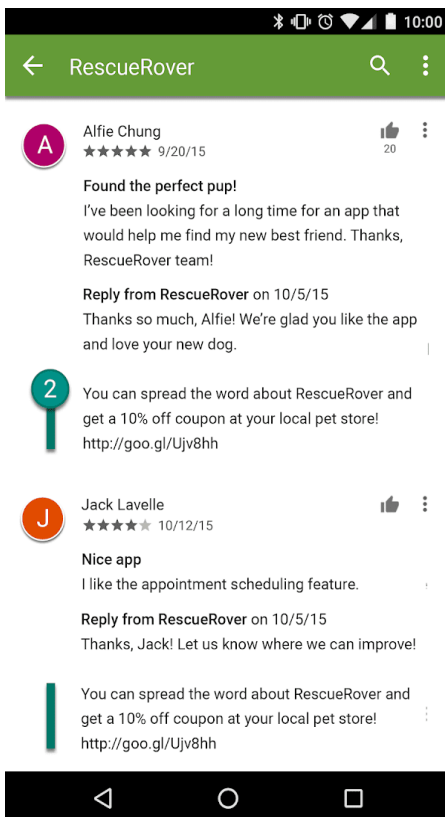 10:00
RescueRover
A
Alfie Chung
★★★★★ 9/20/15
20
Found the perfect pup!
I've been looking for a long time for an app that
would help me find my new best friend. Thanks,
RescueRover team!
Reply from RescueRover on 10/5/15
Thanks so much, Alfie! We're glad you like the app
and love your new dog.
2
You can spread the word about RescueRover and
get a 10% off coupon at your local pet store!
http://goo.gl/Ujv8hh
J
Jack Lavelle
★★★★★ 10/12/15
Nice app
I like the appointment scheduling feature.
Reply from RescueRover on 10/5/15
Thanks, Jack! Let us know where we can improve!
You can spread the word about RescueRover and
get a 10% off coupon at your local pet store!
http://goo.gl/Ujv8hh